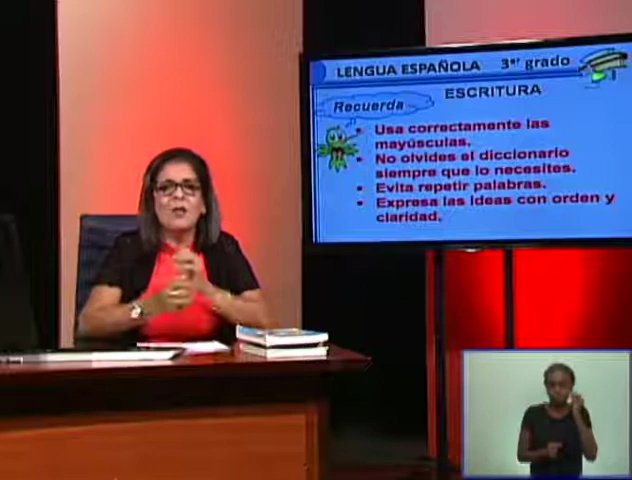 LENGUA ESPAÑOLA 3er grado
ESCRITURA
Recuerda
• Usa correctamente las
mayúsculas.
• No olvides el diccionario
siempre que lo necesites.
• Evita repetir palabras.
• Expresa las ideas con orden y
claridad.